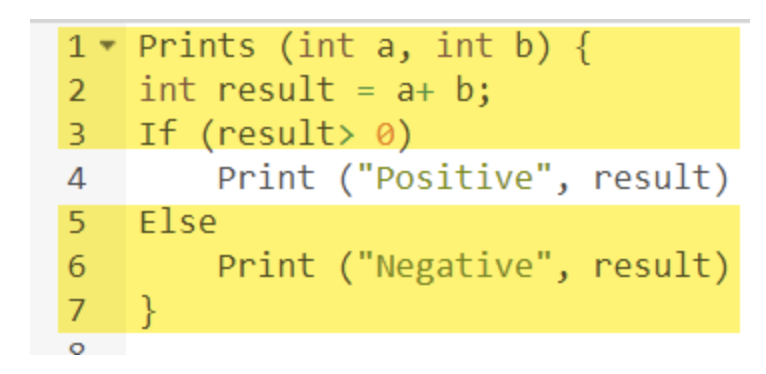 1 Prints (int a, int b) {
2 int result = a+ b;
3 If (result> 0)
4 Print ("Positive", result)
5 Else
6 Print ("Negative", result)
7 }
8